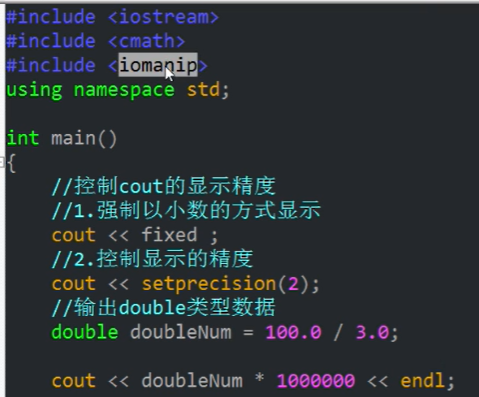 #include <iostream>
#include <cmath>
#include <iomanip>
using namespace std;
int main()
{
//控制cout的显示精度
//1.强制以小数的方式显示
cout << fixed ;
//2.控制显示的精度
cout << setprecision(2);
//输出double类型数据
double doubleNum = 100.0 / 3.0;
cout << doubleNum * 1000000 << endl;